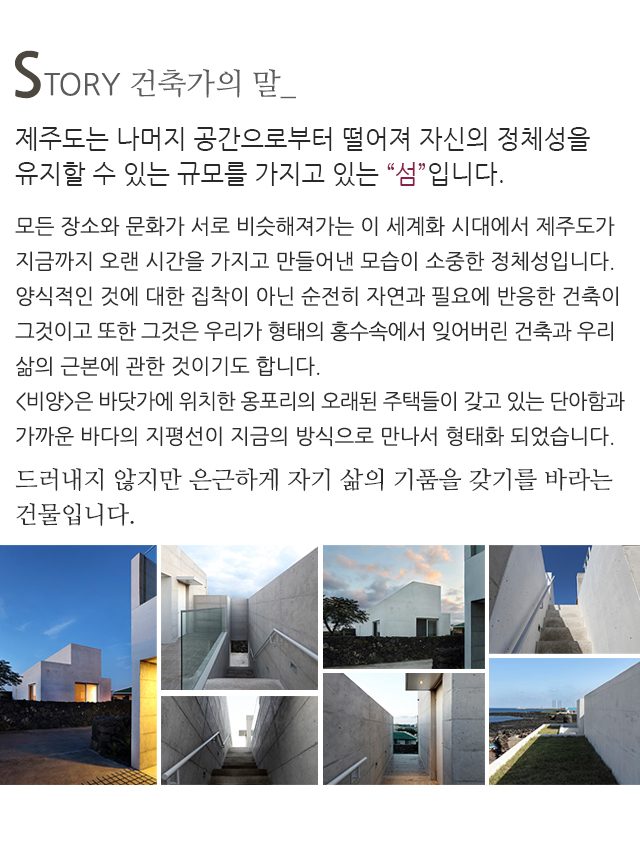 STORY 건축가의 말_
제주도는 나머지 공간으로부터 떨어져 자신의 정체성을
유지할 수 있는 규모를 가지고 있는 “섬”입니다.
모든 장소와 문화가 서로 비슷해져가는 이 세계화 시대에서 제주도가
지금까지 오랜 시간을 가지고 만들어낸 모습이 소중한 정체성입니다.
양식적인 것에 대한 집착이 아닌 순전히 자연과 필요에 반응한 건축이
그것이고 또한 그것은 우리가 형태의 홍수속에서 잊어버린 건축과 우리
삶의 근본에 관한 것이기도 합니다.
<비양>은 바닷가에 위치한 옹포리의 오래된 주택들이 갖고 있는 단아함과
가까운 바다의 지평선이 지금의 방식으로 만나서 형태화 되었습니다.
드러내지 않지만 은근하게 자기 삶의 기품을 갖기를 바라는
건물입니다.